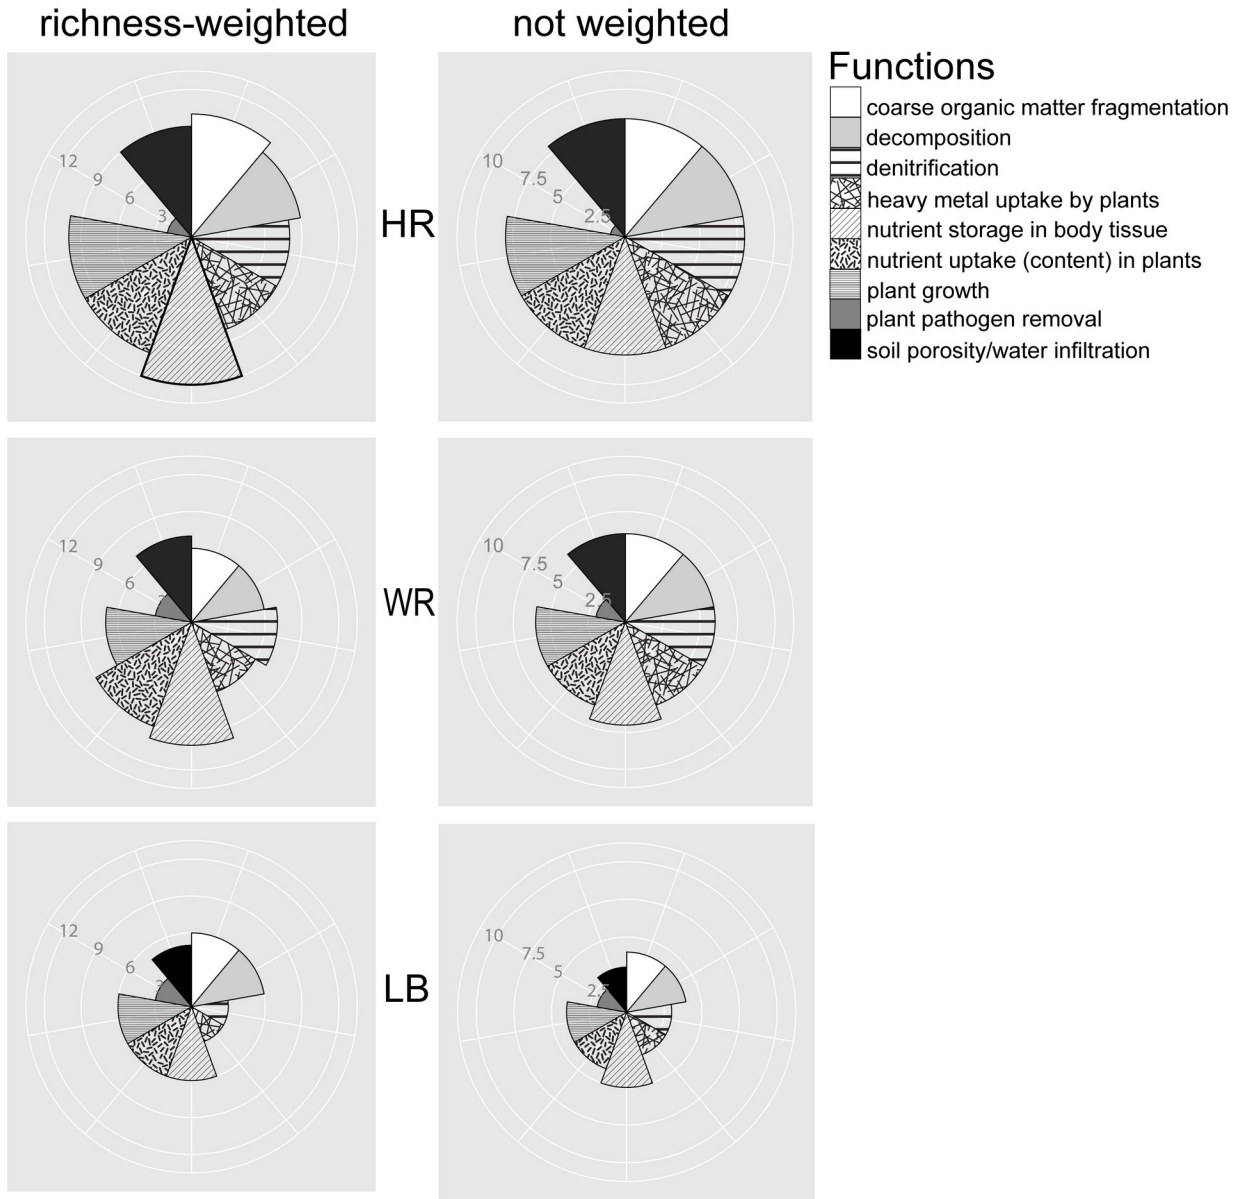 richness-weighted
not weighted
Functions
coarse organic matter fragmentation
decomposition
denitrification
heavy metal uptake by plants
nutrient storage in body tissue
nutrient uptake (content) in plants
plant growth
plant pathogen removal
soil porosity/water infiltration
12
9
6
3
HR
10
7.5
5
2.5
12
9
6
3
WR
10
7.5
5
2.5
12
9
6
3
LB
10
7.5
5
2.5